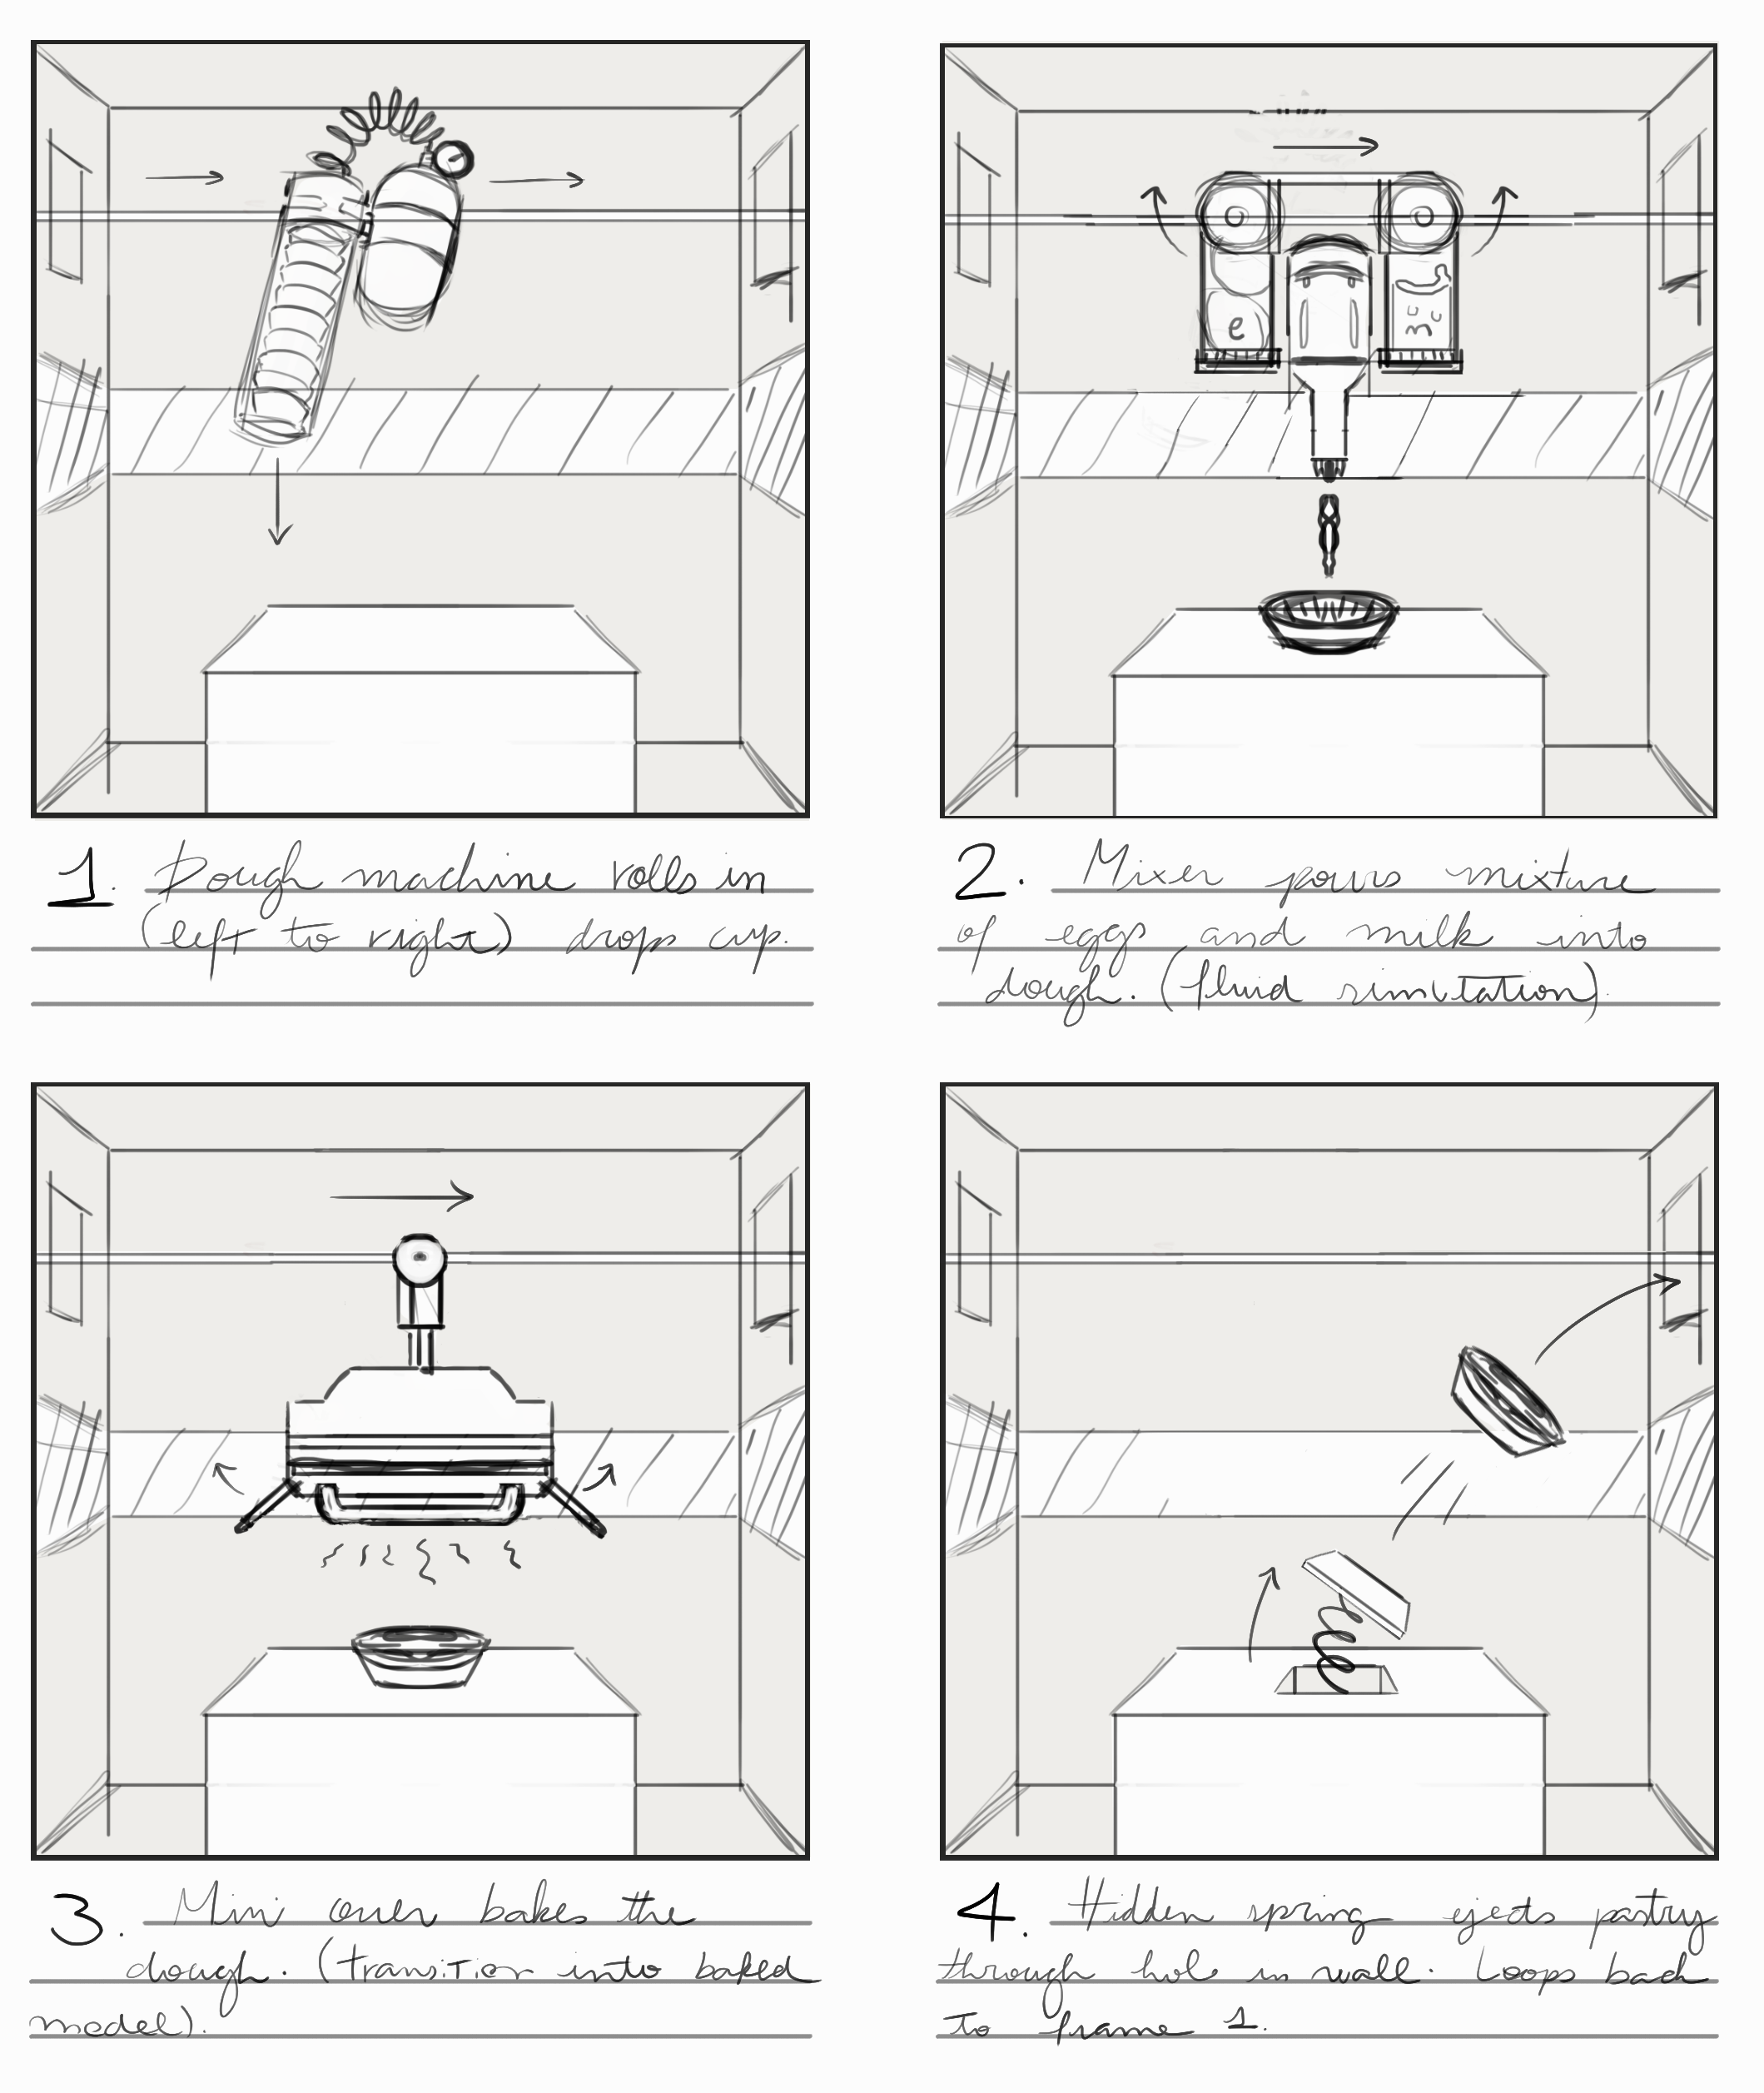 1. Dough machine rolls in
(left to right) drops cup.
e
m
2. Mixer pours mixture
of eggs and milk into
dough. (fluid simulation).
3. Mini oven bakes the
dough. (transition into baked
model).
4. Hidden spring ejects pastry
through hole in wall. Loops back
to frame 1.